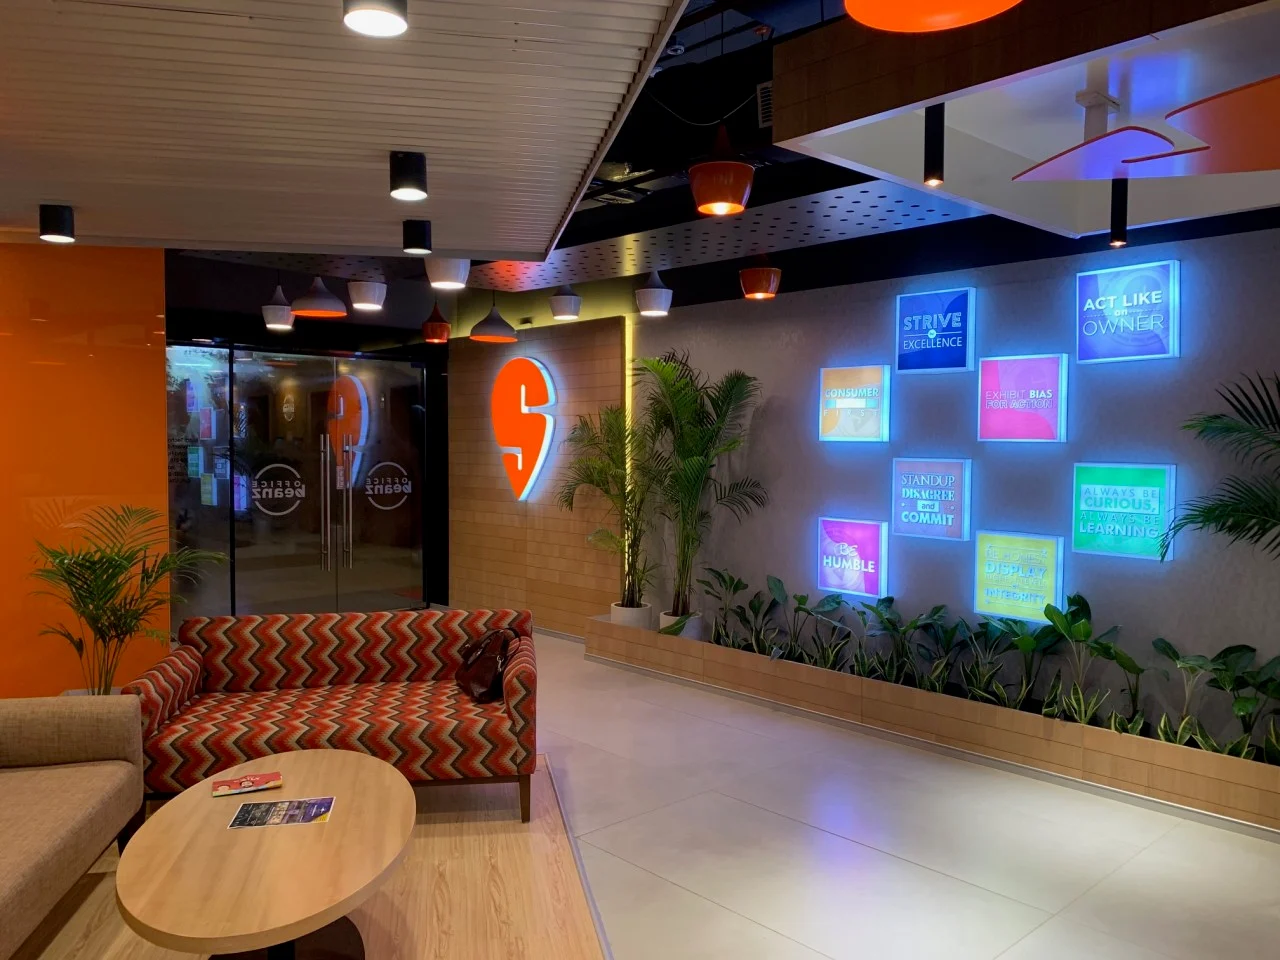 STRIVE
for
EXCELLENCE
ACT LIKE
an
OWNER
CONSUMER
EXHIBIT BIAS
FOR ACTION
STANDUP
DISAGREE
and
COMMIT
ALWAYS BE
CURIOUS,
ALWAYS BE
LEARNING
BE
HUMBLE
DISPLAY
INTEGRITY
OFFICE
beanz
OFFICE
beanz